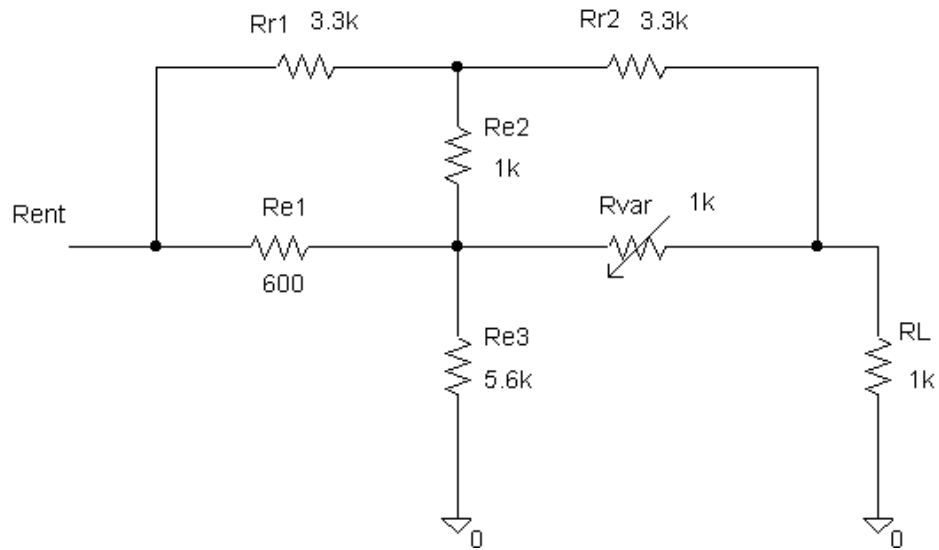 Rr1 3.3k
Rr2 3.3k
Re2
1k
Rent
Re1
600
Rvar
1k
Re3
5.6k
RL
1k
0
0